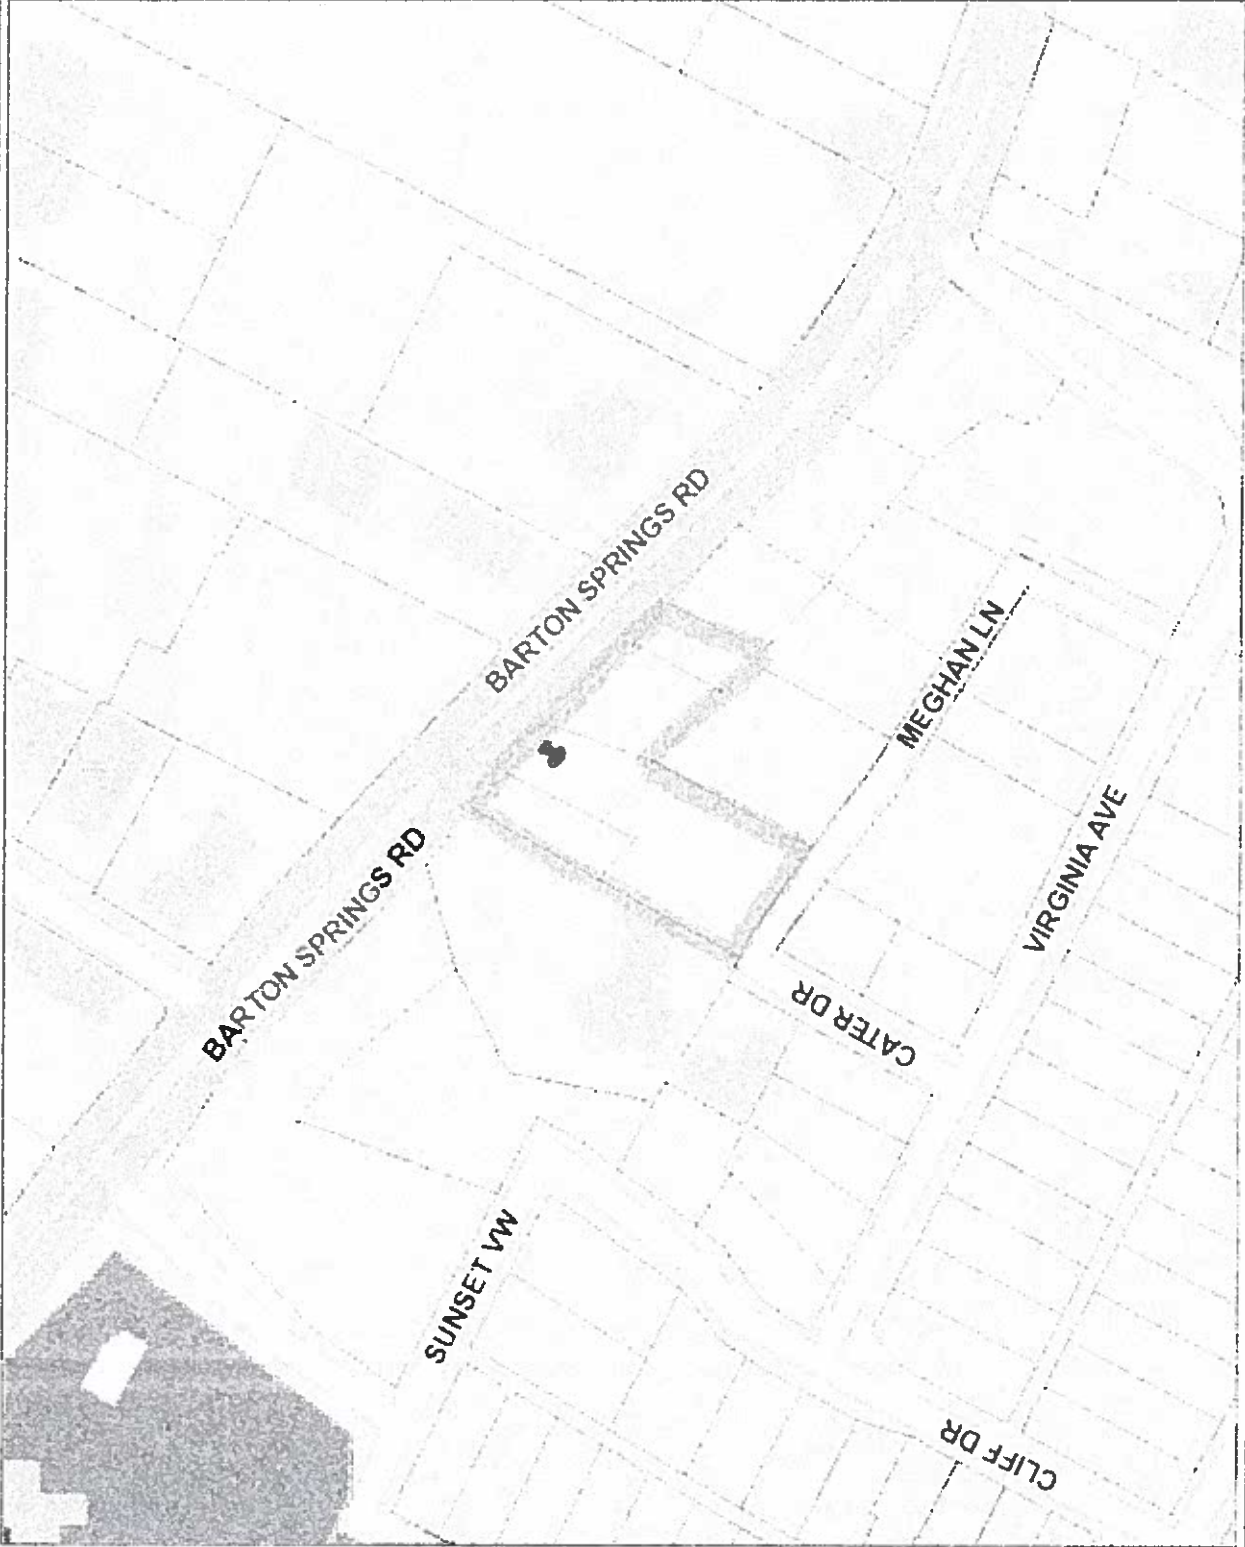 BARTON SPRINGS RD
BARTON SPRINGS RD
MEGHAN LN
VIRGINIA AVE
CATER DR
SUNSET VW
CLIFF DR